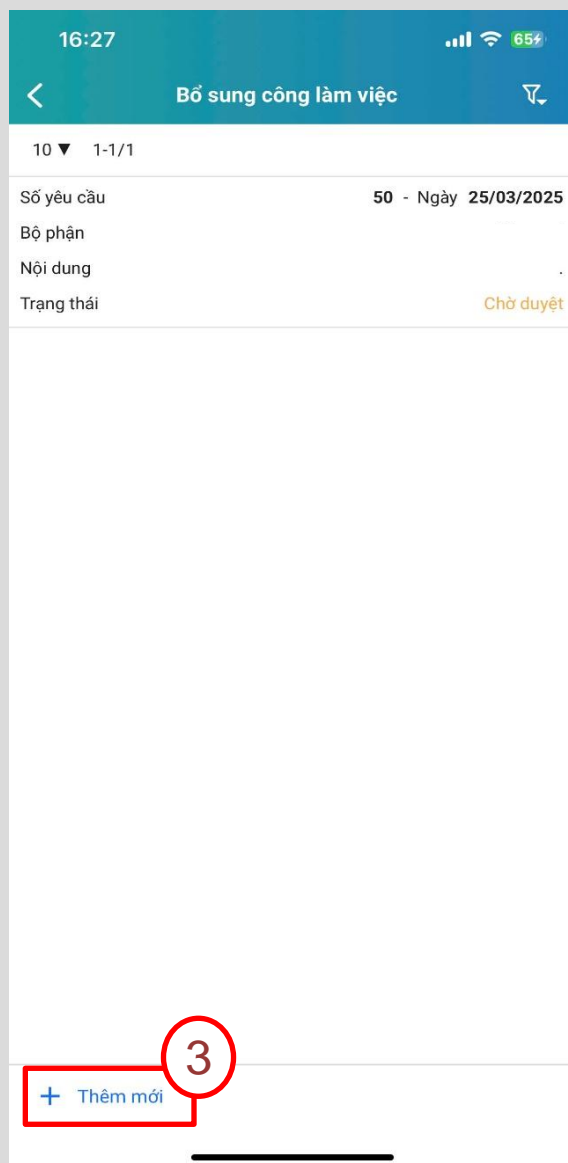 16:27 65
Bổ sung công làm việc
10 ▼ 1-1/1
Số yêu cầu 50 - Ngày 25/03/2025
Bộ phận
Nội dung .
Trạng thái Chờ duyệt
3
+ Thêm mới